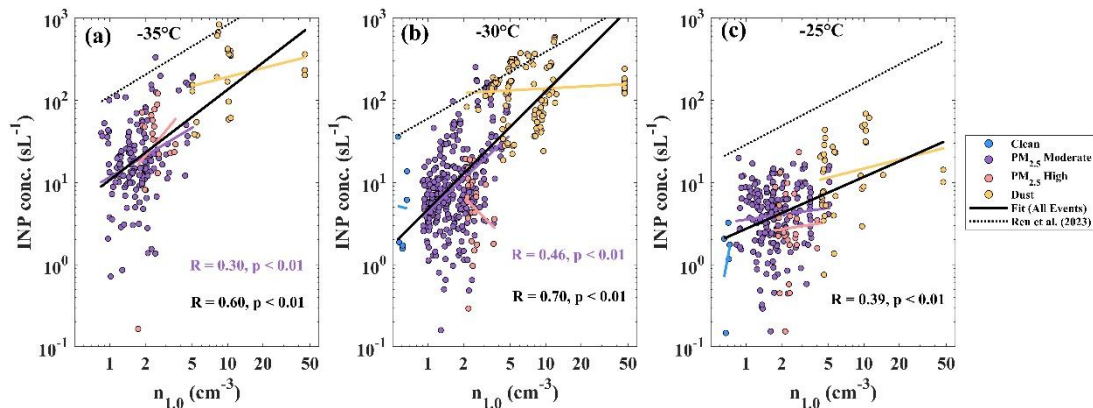 (a) -35°C
(b) -30°C
(c) -25°C
INP conc. (sL⁻¹)
10³
10²
10¹
10⁰
10⁻¹
R = 0.30, p < 0.01
R = 0.60, p < 0.01
1 2 5 10 50
n₁.₀ (cm⁻³)
INP conc. (sL⁻¹)
10³
10²
10¹
10⁰
10⁻¹
R = 0.46, p < 0.01
R = 0.70, p < 0.01
1 2 5 10 50
n₁.₀ (cm⁻³)
INP conc. (sL⁻¹)
10³
10²
10¹
10⁰
10⁻¹
R = 0.39, p < 0.01
1 2 5 10 50
n₁.₀ (cm⁻³)
Clean
PM₂.₅ Moderate
PM₂.₅ High
Dust
Fit (All Events)
Ren et al. (2023)